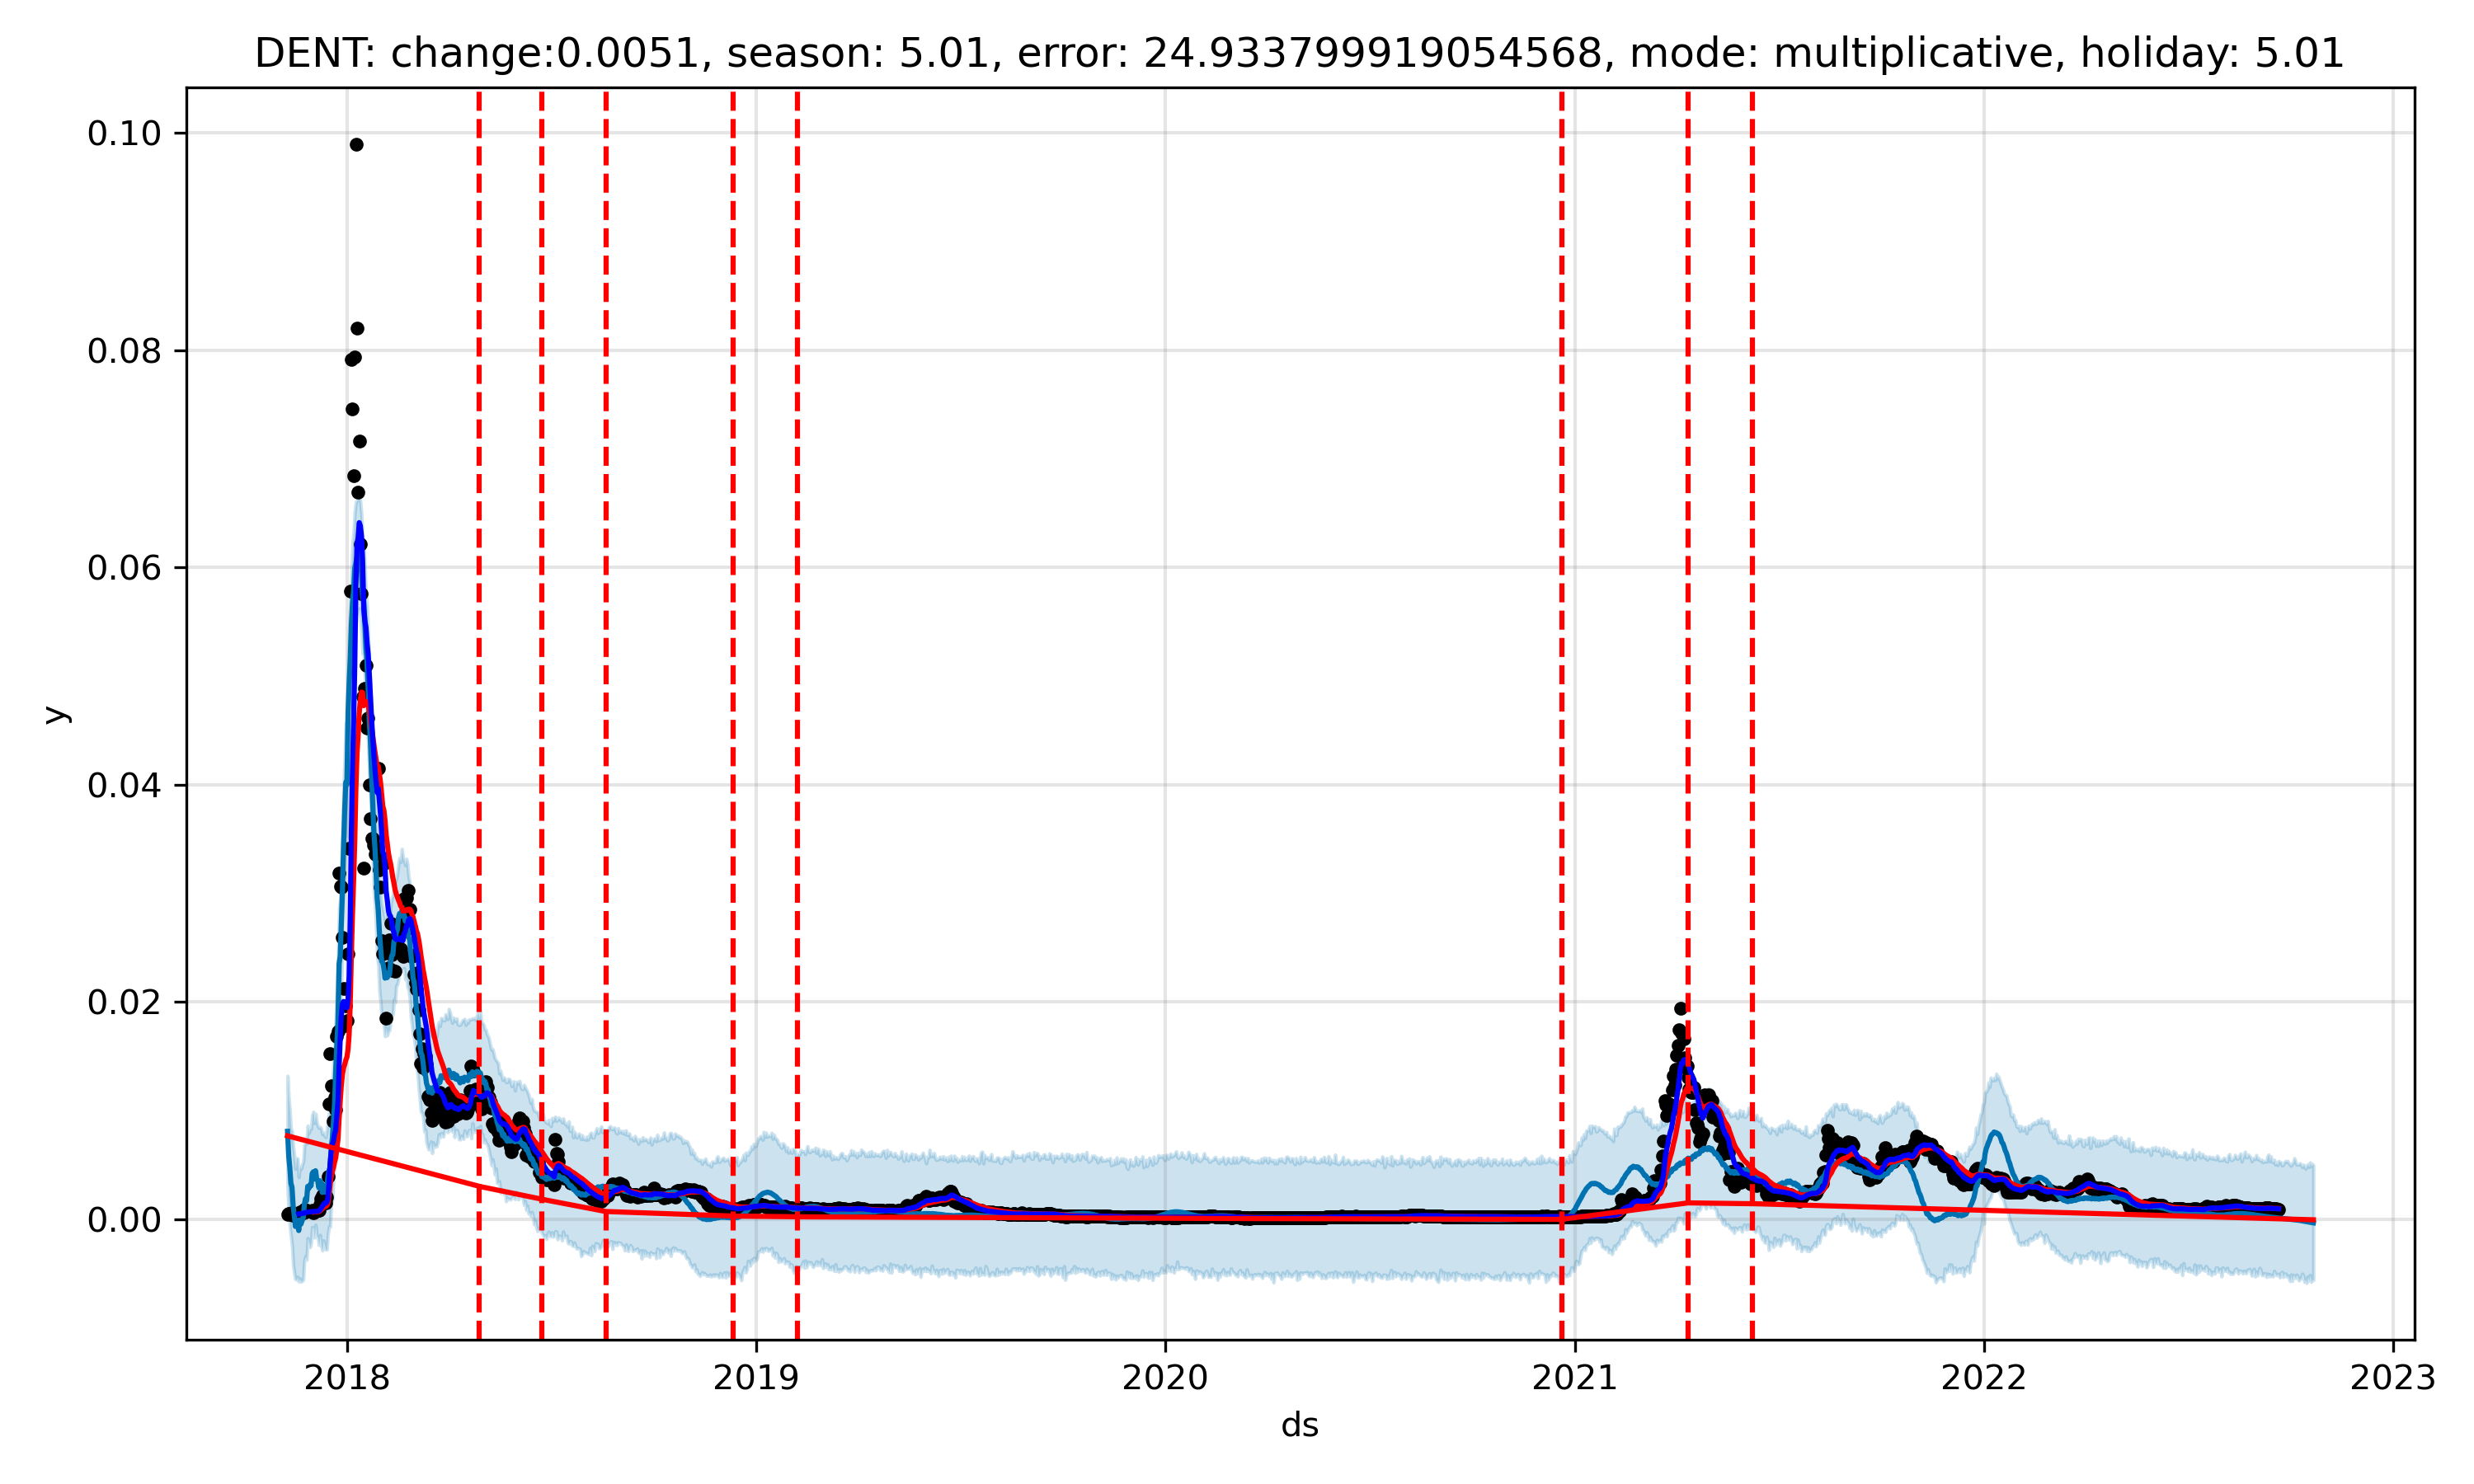 DENT: change:0.0051, season: 5.01, error: 24.933799919054568, mode: multiplicative, holiday: 5.01
0.10
0.08
0.06
0.04
0.02
0.00
y
2018 2019 2020 2021 2022 2023
ds